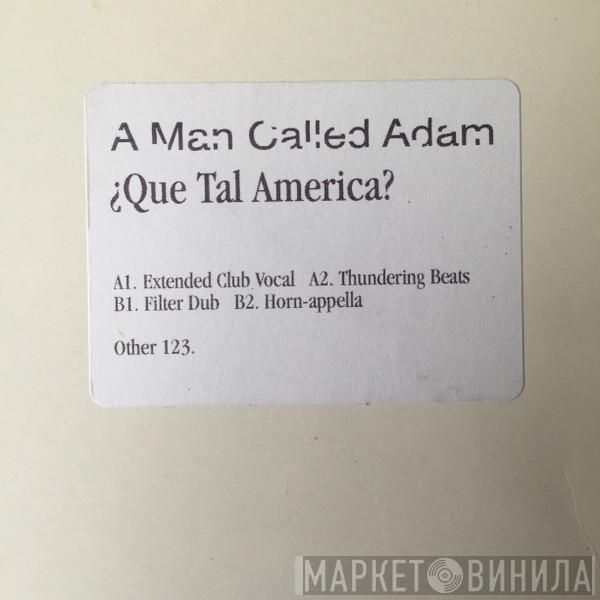 A Man Called Adam
¿Que Tal America?
A1. Extended Club Vocal A2. Thundering Beats
B1. Filter Dub B2. Horn-appella
Other 123.
МАРКЕТ ВИНИЛА